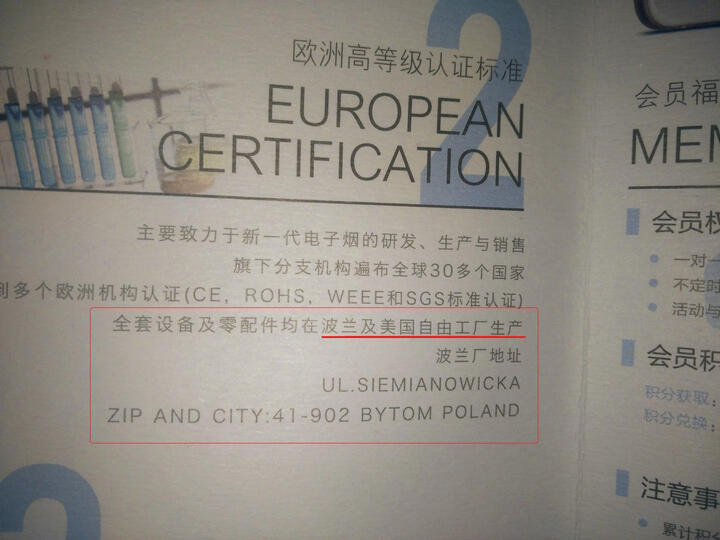 2
欧洲高等级认证标准
EUROPEAN
CERTIFICATION
主要致力于新一代电子烟的研发、生产与销售
旗下分支机构遍布全球30多个国家
到多个欧洲机构认证(CE, ROHS, WEEE和SGS标准认证)
全套设备及零配件均在波兰及美国自由工厂生产
波兰厂地址
UL.SIEMIANOWICKA
ZIP AND CITY:41-902 BYTOM POLAND
2
会员福
MEM
会员权
• 一对一
• 不定时
• 活动与
会员积
积分获取:
积分兑换:
注意事
• 累计积分